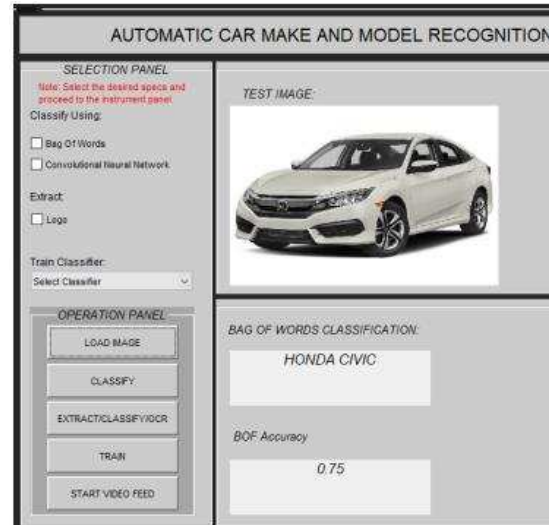 AUTOMATIC CAR MAKE AND MODEL RECOGNITION
SELECTION PANEL
Note: Select the desired specs and
proceed to the instrument panel
Classify Using:
Bag Of Words
Convolutional Neural Network
Extract:
Logo
Train Classifier:
Select Classifier
OPERATION PANEL
LOAD IMAGE
CLASSIFY
EXTRACT/CLASSIFY/OCR
TRAIN
START VIDEO FEED
TEST IMAGE:
BAG OF WORDS CLASSIFICATION:
HONDA CIVIC
BOF Accuracy
0.75